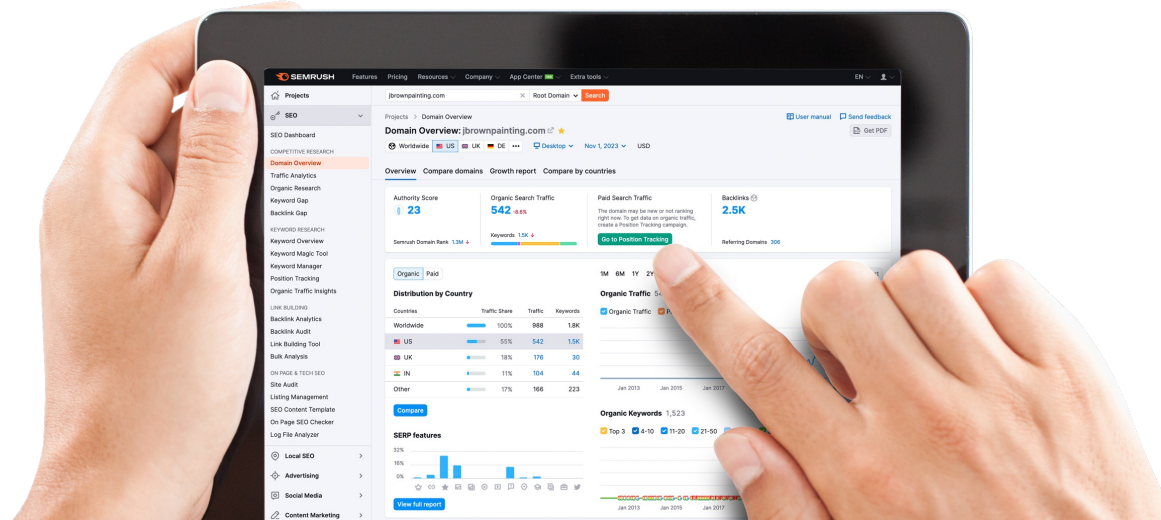 SEMRUSH Features Pricing Resources Company App Center NEW Extra tools EN
Projects
SEO
SEO Dashboard
COMPETITIVE RESEARCH
Domain Overview
Traffic Analytics
Organic Research
Keyword Gap
Backlink Gap
KEYWORD RESEARCH
Keyword Overview
Keyword Magic Tool
Keyword Manager
Position Tracking
Organic Traffic Insights
LINK BUILDING
Backlink Analytics
Backlink Audit
Link Building Tool
Bulk Analysis
ON PAGE & TECH SEO
Site Audit
Listing Management
SEO Content Template
On Page SEO Checker
Log File Analyzer
Local SEO
Advertising
Social Media
Content Marketing
jbrownpainting.com × Root Domain Search
Projects > Domain Overview
User manual Send feedback
Domain Overview: jbrownpainting.com
Get PDF
Worldwide US UK DE ••• Desktop Nov 1, 2023 USD
Overview Compare domains Growth report Compare by countries
Authority Score
23
Semrush Domain Rank 1.3M ↓
Organic Search Traffic
542 -8.6%
Keywords 1.5K ↓
Paid Search Traffic
The domain may be new or not ranking
right now. To get data on organic traffic,
create a Position Tracking campaign.
Go to Position Tracking
Backlinks
2.5K
Referring Domains 306
Organic Paid
Distribution by Country
Countries Traffic Share Traffic Keywords
Worldwide 100% 988 1.8K
US 55% 542 1.5K
UK 18% 176 30
IN 11% 104 44
Other 17% 166 223
Compare
SERP features
32%
16%
0%
View full report
1M 6M 1Y 2Y
Organic Traffic
Organic Traffic
Jan 2013 Jan 2015 Jan 2017
Organic Keywords 1,523
Top 3 4-10 11-20 21-50
Jan 2013 Jan 2015 Jan 2017